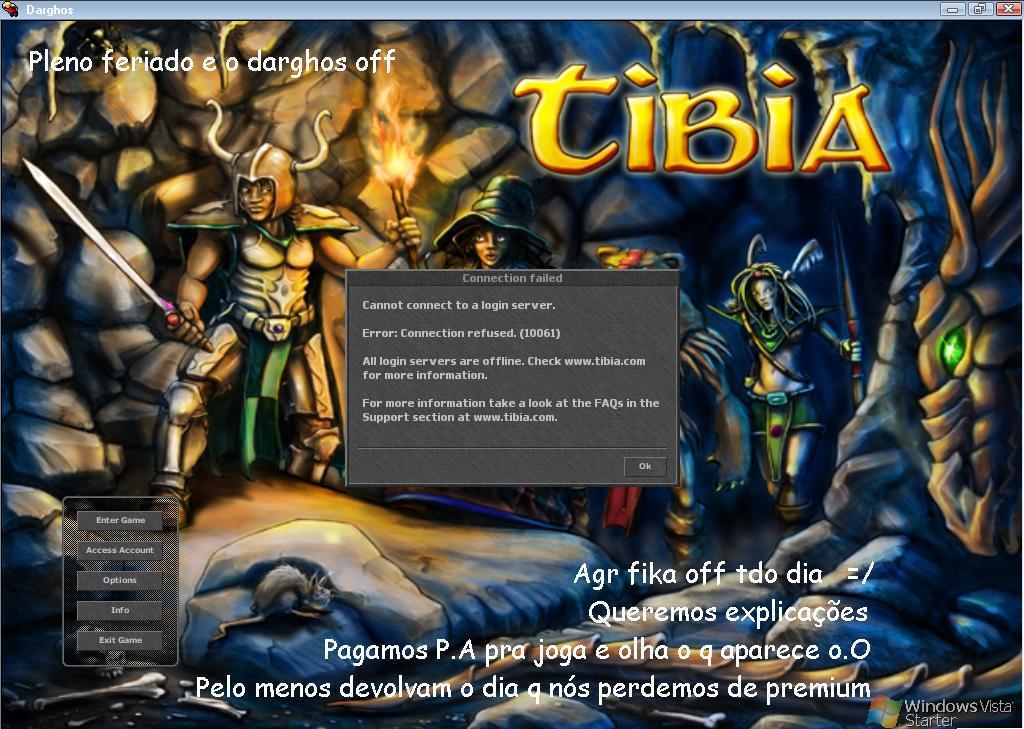 Darghos
Pleno feriado e o darghos off
TIBIA
Connection failed
Cannot connect to a login server.
Error: Connection refused. (10061)
All login servers are offline. Check www.tibia.com
for more information.
For more information take a look at the FAQs in the
Support section at www.tibia.com.
Ok
Enter Game
Access Account
Options
Info
Exit Game
Agr fika off tdo dia =/
Queremos explicações
Pagamos P.A pra joga e olha o q aparece o.O
Pelo menos devolvam o dia q nós perdemos de premium
Windows Vista
Starter